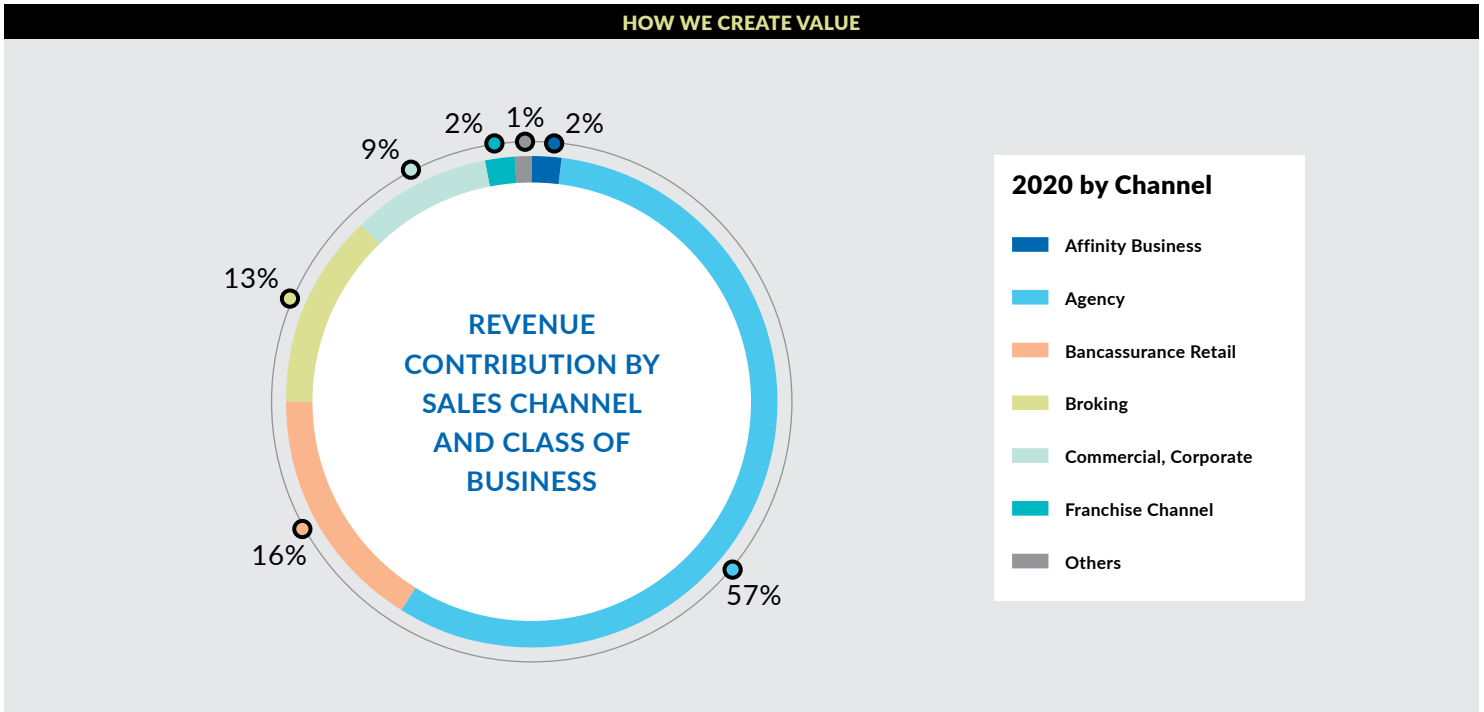 HOW WE CREATE VALUE
2%
1%
2%
9%
13%
16%
57%
REVENUE
CONTRIBUTION BY
SALES CHANNEL
AND CLASS OF
BUSINESS
2020 by Channel
Affinity Business
Agency
Bancassurance Retail
Broking
Commercial, Corporate
Franchise Channel
Others